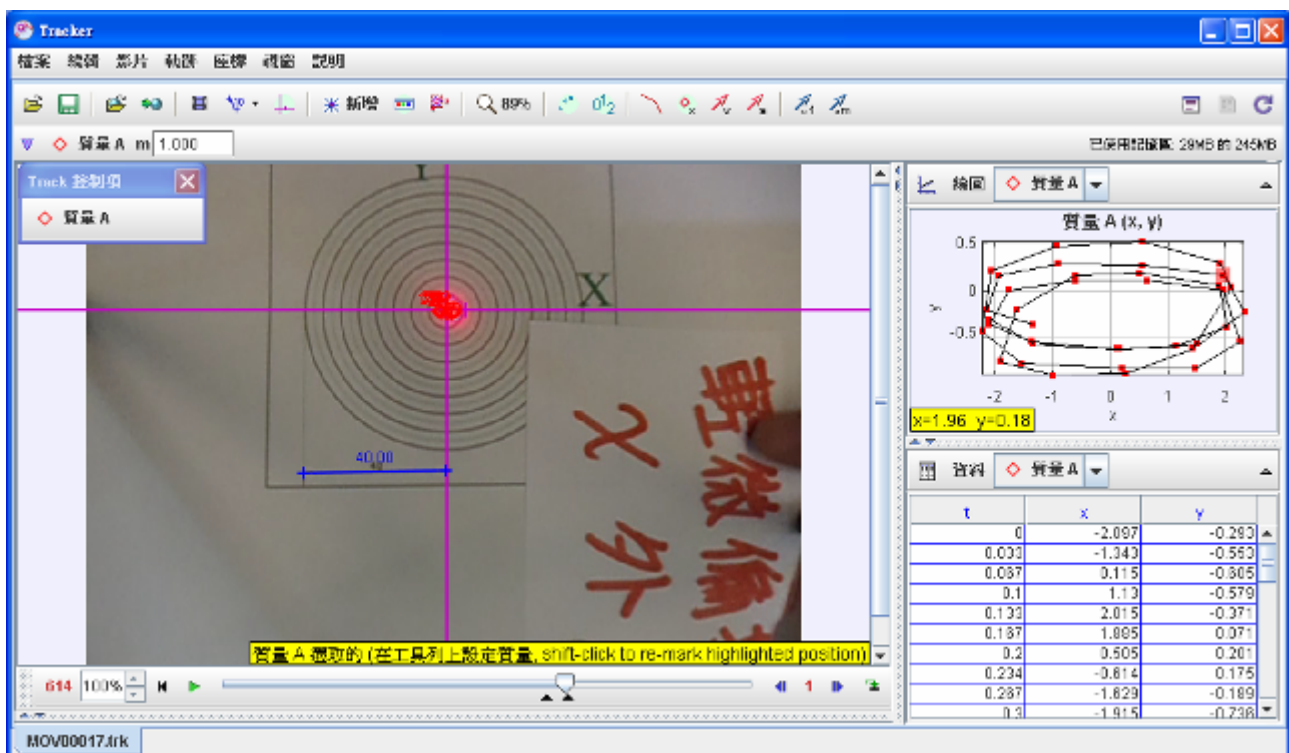 Tracker
檔案 編輯 影片 軌跡 座標 視窗 說明
新增 89%
質量 A m 1.000
已使用記憶體: 29MB 的 245MB
Track 控制項
質量 A
Y
X
40.00
輕微偏
X 外
質量 A 選取的 (在工具列上設定質量, shift-click to re-mark highlighted position)
614 100% 1
MOV00017.trk
繪圖 質量 A
質量 A (x, y)
0.5
0
-0.5
y
-2 -1 0 1 2
x
x=1.96 y=0.18
資料 質量 A
t x y
0 -2.097 -0.293
0.033 -1.343 -0.553
0.067 0.115 -0.605
0.1 1.13 -0.579
0.133 2.015 -0.371
0.167 1.885 0.071
0.2 0.505 0.201
0.234 -0.614 0.175
0.267 -1.629 -0.189
0.3 -1.915 -0.736